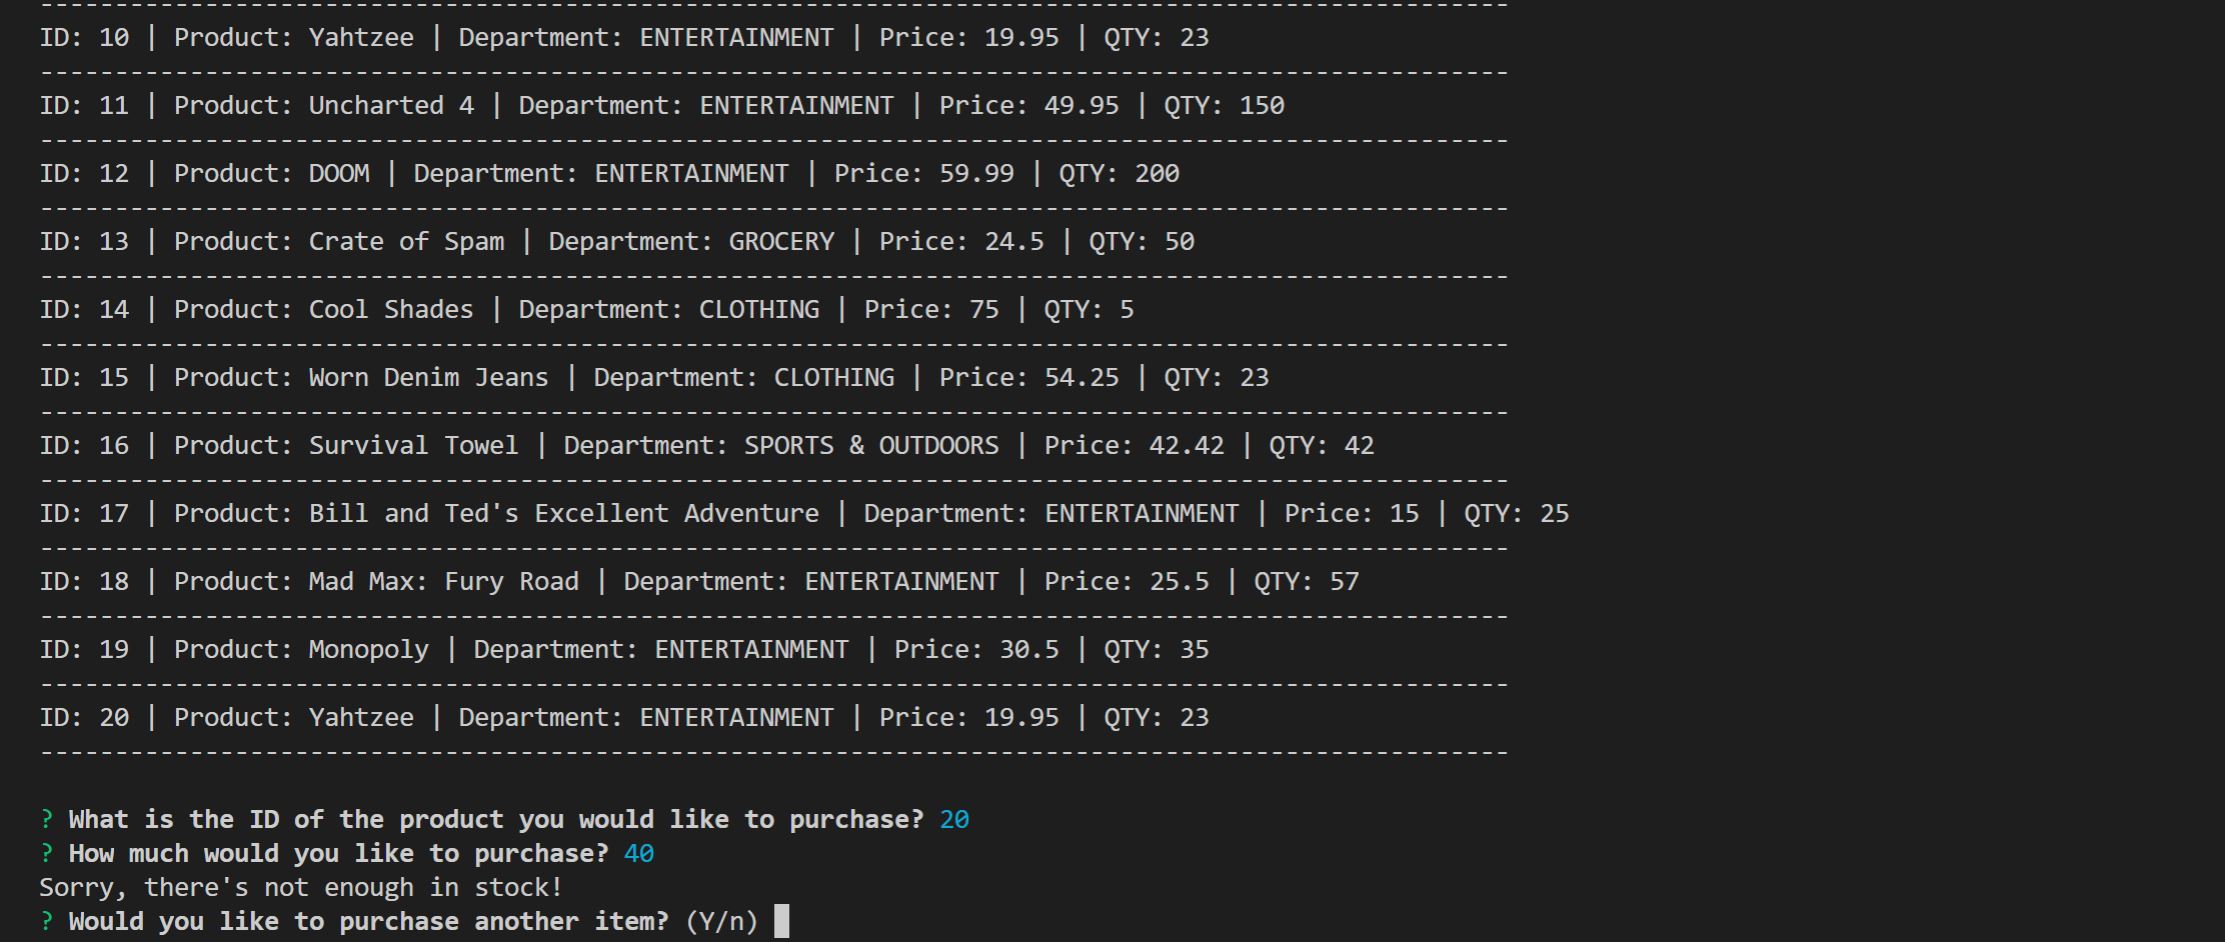 --------------------------------------------------------------------------------------------------
ID: 10 | Product: Yahtzee | Department: ENTERTAINMENT | Price: 19.95 | QTY: 23
--------------------------------------------------------------------------------------------------
ID: 11 | Product: Uncharted 4 | Department: ENTERTAINMENT | Price: 49.95 | QTY: 150
--------------------------------------------------------------------------------------------------
ID: 12 | Product: DOOM | Department: ENTERTAINMENT | Price: 59.99 | QTY: 200
--------------------------------------------------------------------------------------------------
ID: 13 | Product: Crate of Spam | Department: GROCERY | Price: 24.5 | QTY: 50
--------------------------------------------------------------------------------------------------
ID: 14 | Product: Cool Shades | Department: CLOTHING | Price: 75 | QTY: 5
--------------------------------------------------------------------------------------------------
ID: 15 | Product: Worn Denim Jeans | Department: CLOTHING | Price: 54.25 | QTY: 23
--------------------------------------------------------------------------------------------------
ID: 16 | Product: Survival Towel | Department: SPORTS & OUTDOORS | Price: 42.42 | QTY: 42
--------------------------------------------------------------------------------------------------
ID: 17 | Product: Bill and Ted's Excellent Adventure | Department: ENTERTAINMENT | Price: 15 | QTY: 25
--------------------------------------------------------------------------------------------------
ID: 18 | Product: Mad Max: Fury Road | Department: ENTERTAINMENT | Price: 25.5 | QTY: 57
--------------------------------------------------------------------------------------------------
ID: 19 | Product: Monopoly | Department: ENTERTAINMENT | Price: 30.5 | QTY: 35
--------------------------------------------------------------------------------------------------
ID: 20 | Product: Yahtzee | Department: ENTERTAINMENT | Price: 19.95 | QTY: 23
--------------------------------------------------------------------------------------------------
? What is the ID of the product you would like to purchase? 20
? How much would you like to purchase? 40
Sorry, there's not enough in stock!
? Would you like to purchase another item? (Y/n)